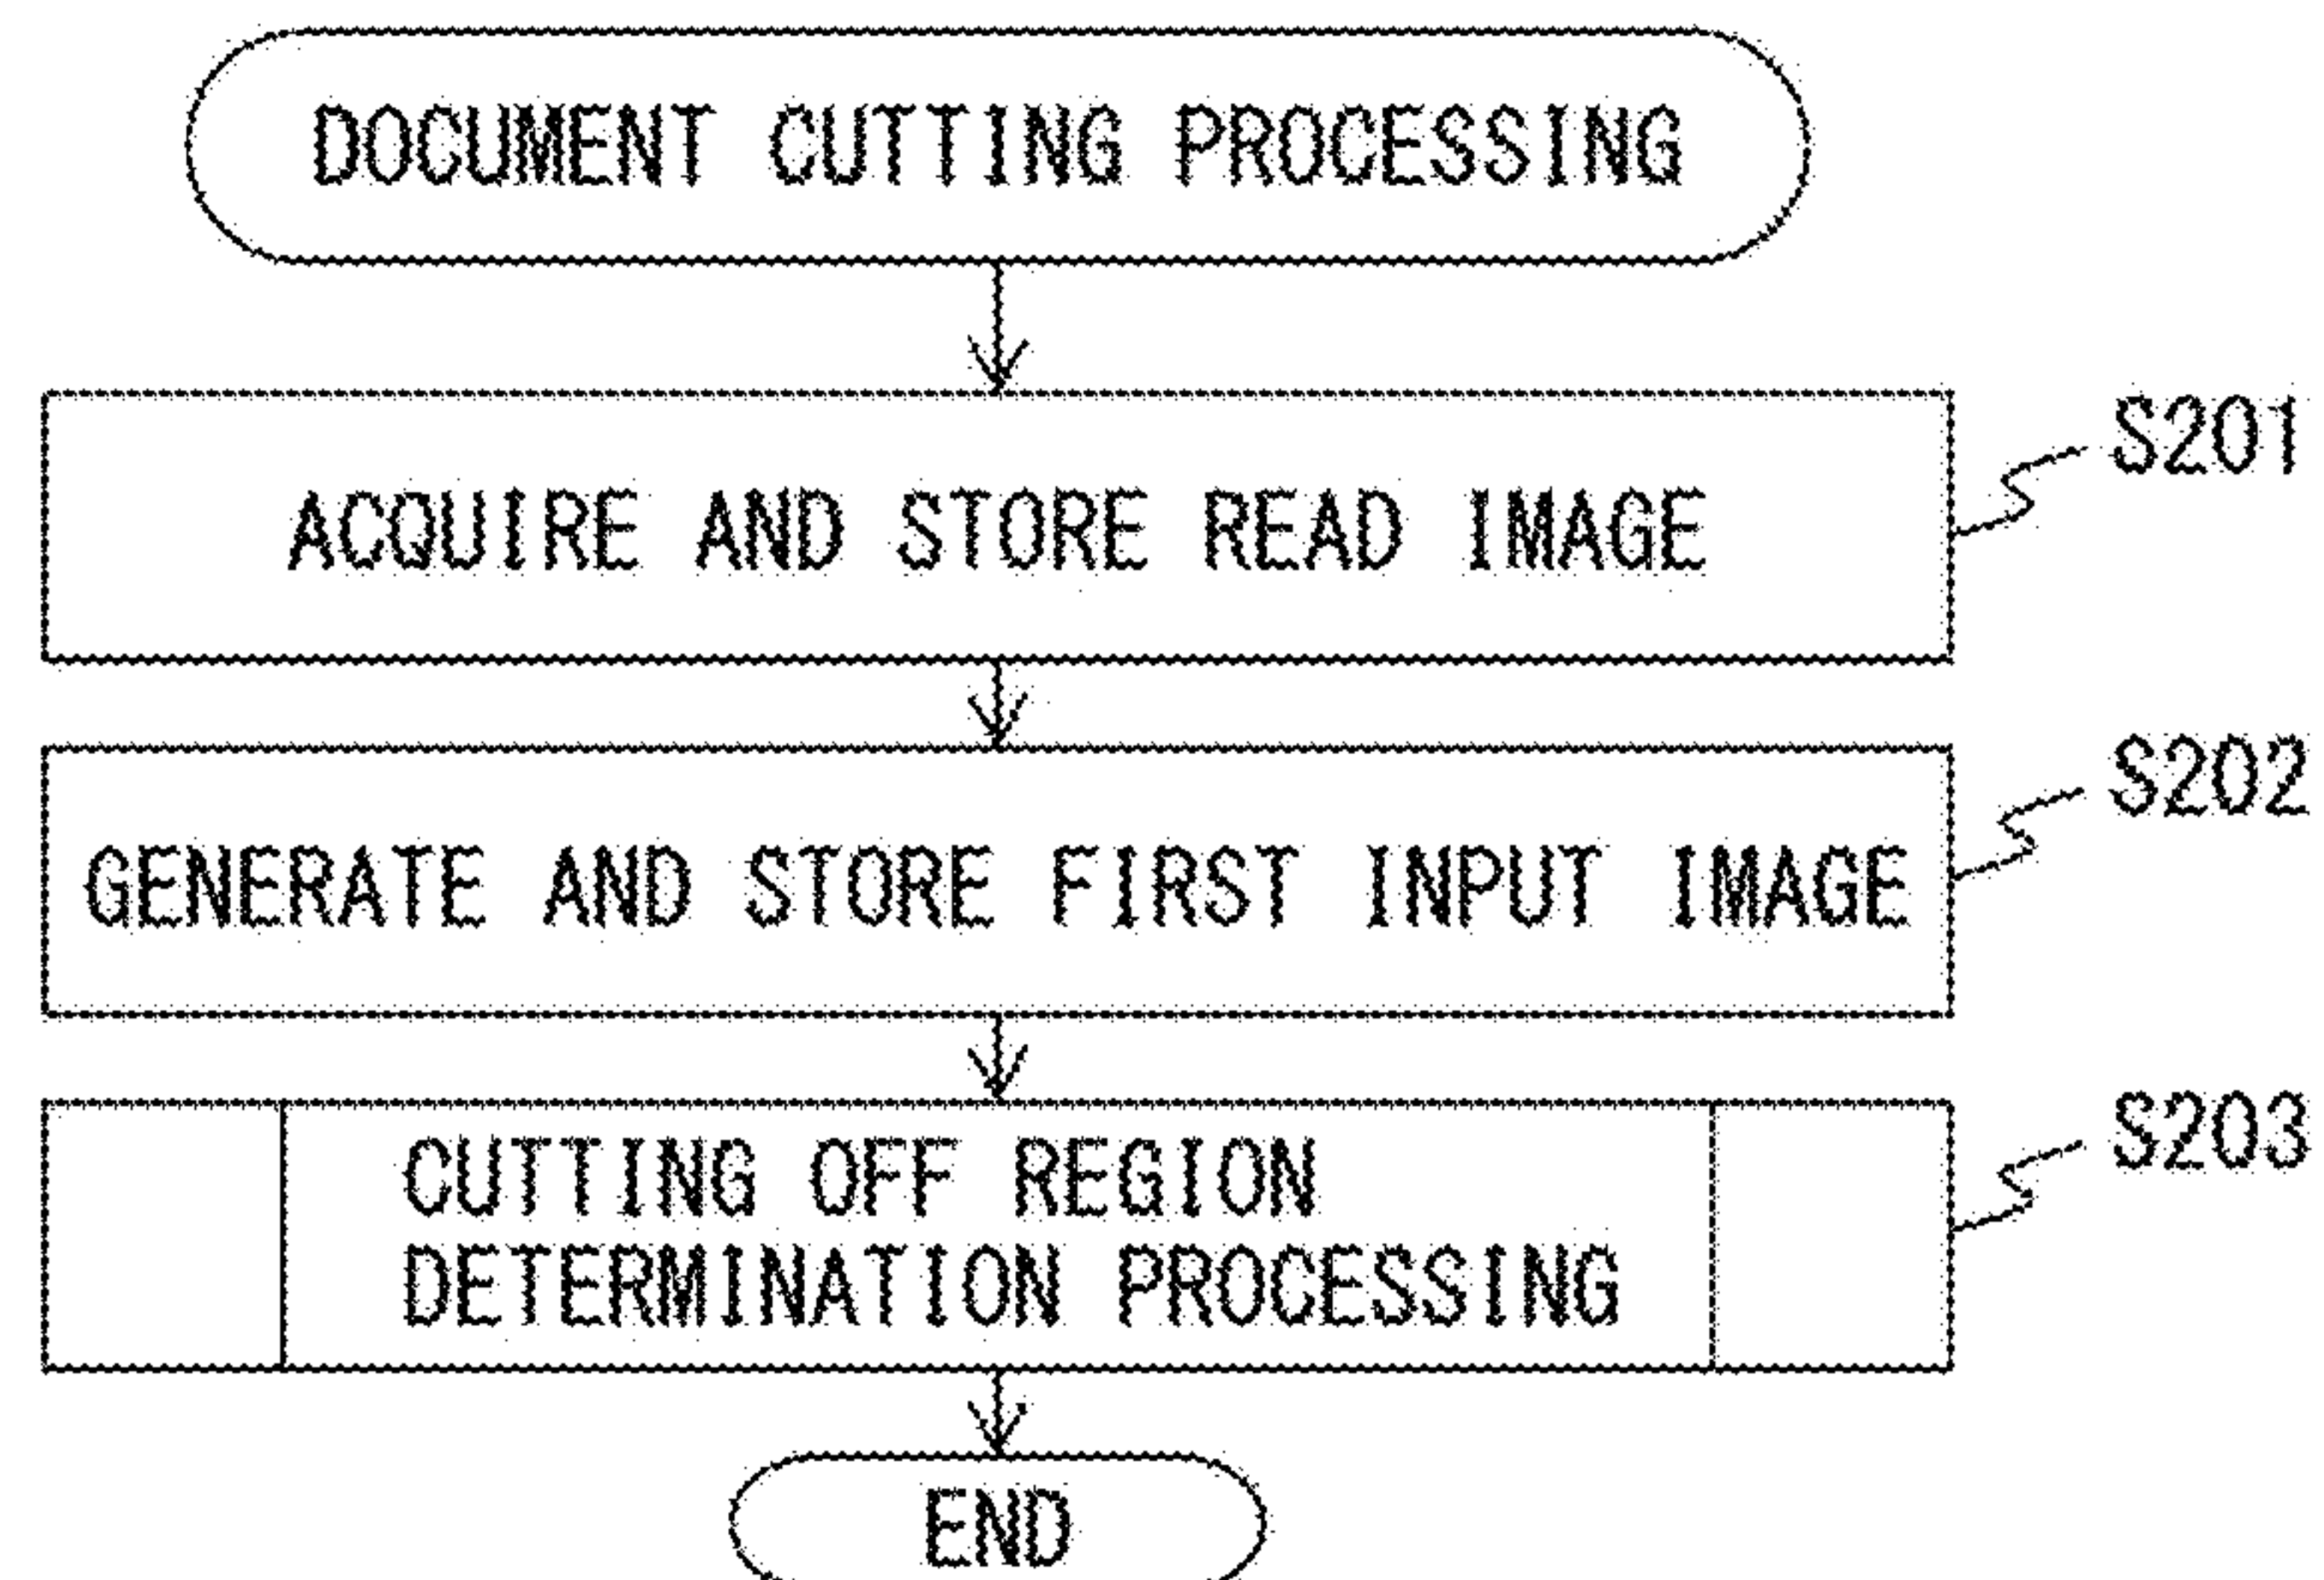 DOCUMENT CUTTING PROCESSING
S201
ACQUIRE AND STORE READ IMAGE
S202
GENERATE AND STORE FIRST INPUT IMAGE
S203
CUTTING OFF REGION
DETERMINATION PROCESSING
END